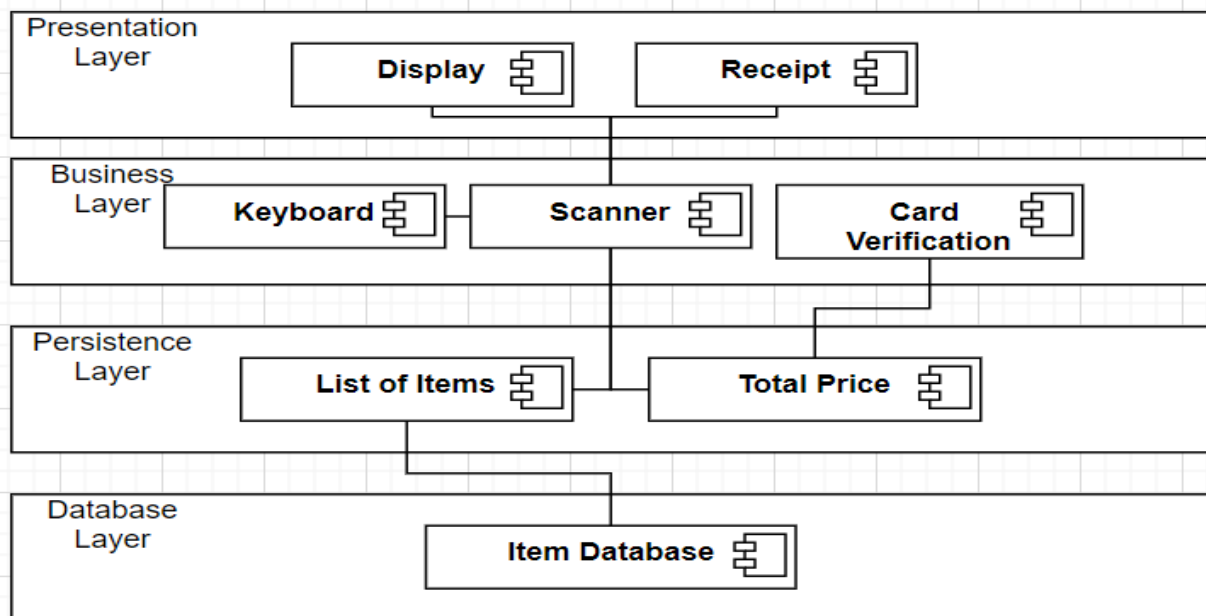 Presentation
Layer
Display
Receipt
Business
Layer
Keyboard
Scanner
Card
Verification
Persistence
Layer
List of Items
Total Price
Database
Layer
Item Database